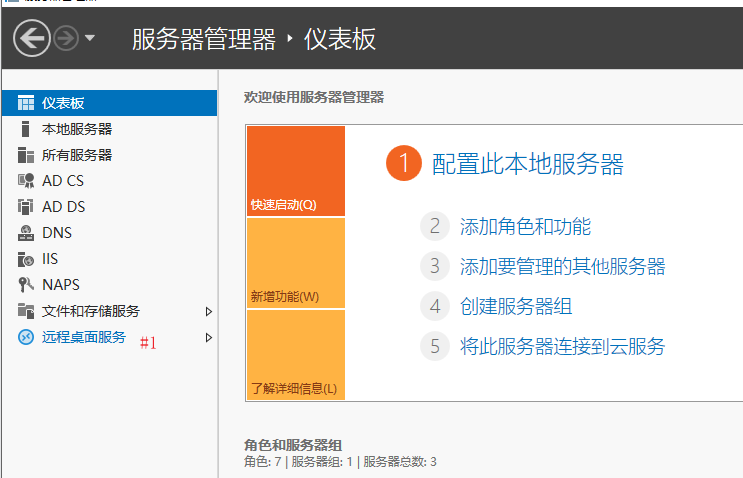 服务器管理器 ‣ 仪表板
仪表板
本地服务器
所有服务器
AD CS
AD DS
DNS
IIS
NAPS
文件和存储服务
远程桌面服务
#1
欢迎使用服务器管理器
快速启动(Q)
新增功能(W)
了解详细信息(L)
1 配置此本地服务器
2 添加角色和功能
3 添加要管理的其他服务器
4 创建服务器组
5 将此服务器连接到云服务
角色和服务器组
角色: 7 | 服务器组: 1 | 服务器总数: 3